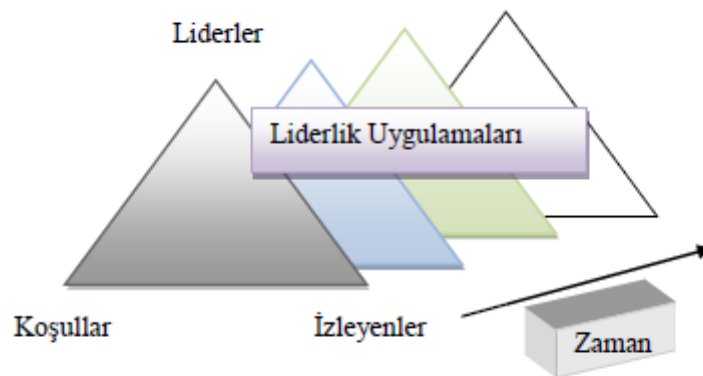 Liderler
Liderlik Uygulamaları
Koşullar
İzleyenler
Zaman